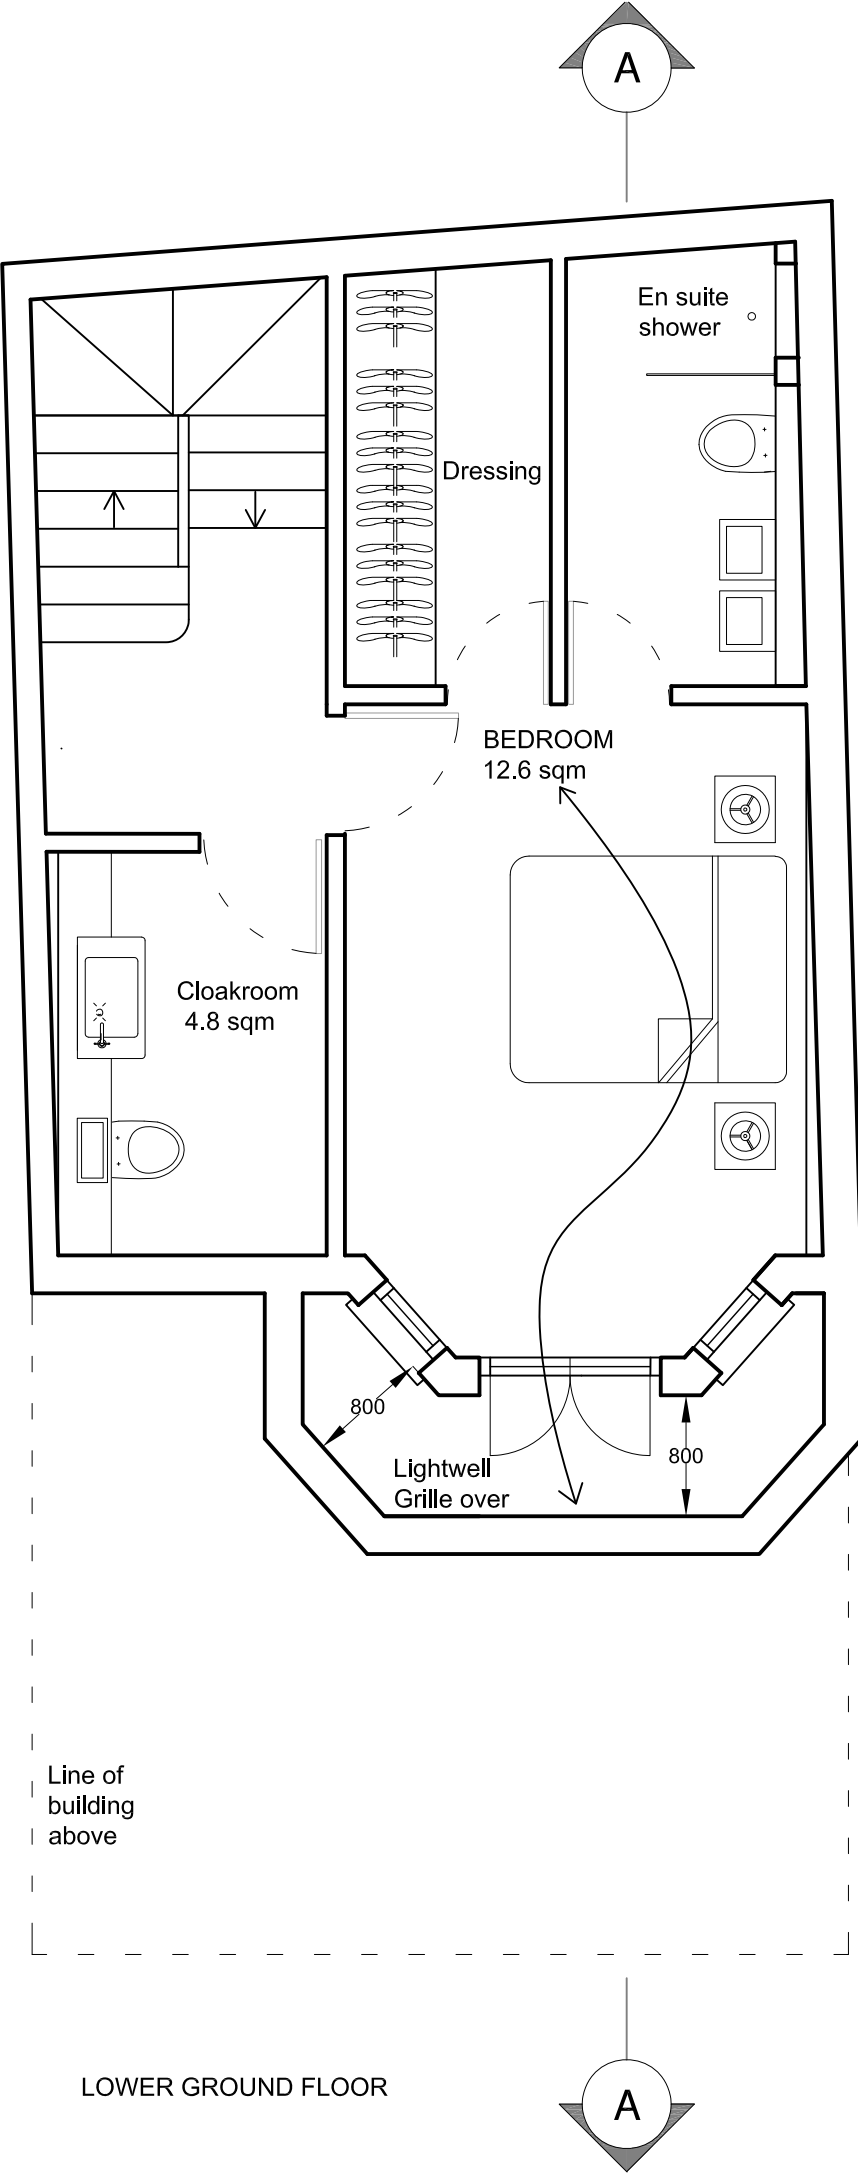 A
En suite
shower
Dressing
BEDROOM
12.6 sqm
Cloakroom
4.8 sqm
800
800
Lightwell
Grille over
Line of
building
above
LOWER GROUND FLOOR
A